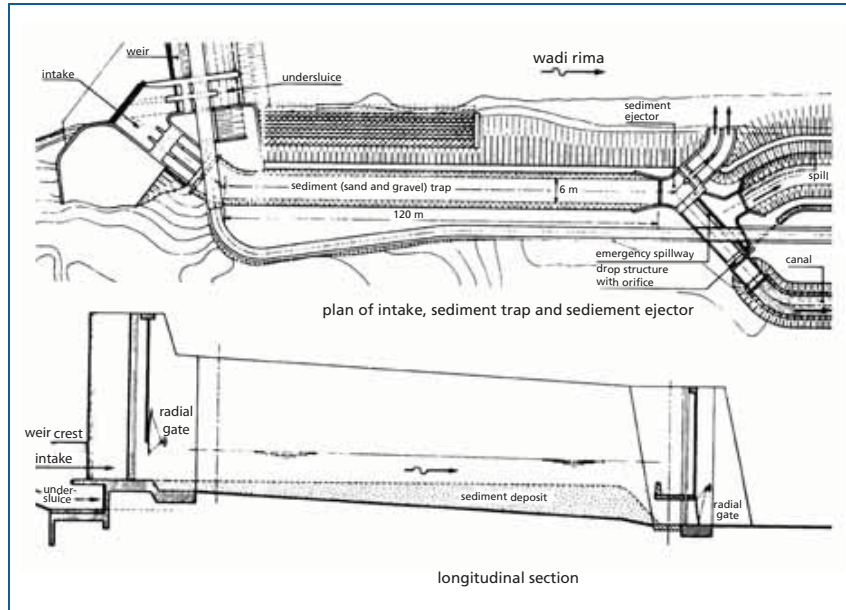 weir
wadi rima
intake
undersluice
sediment
ejector
sediment (sand and gravel) trap
6 m
spill
120 m
emergency spillway
drop structure
with orifice
canal
plan of intake, sediment trap and sediement ejector
radial
gate
weir crest
intake
under-
sluice
sediment deposit
radial
gate
longitudinal section